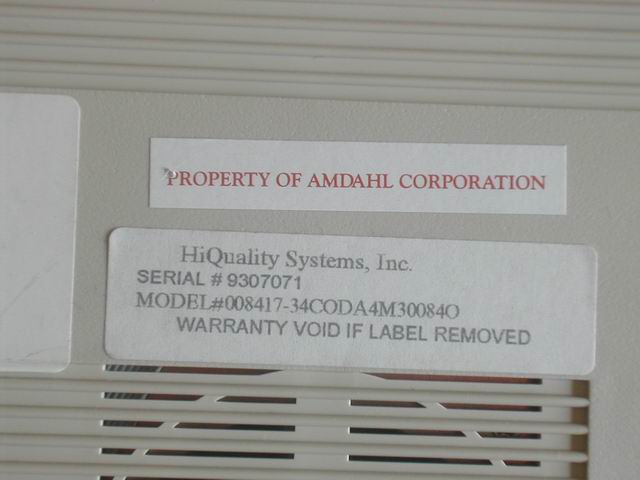 PROPERTY OF AMDAHL CORPORATION
HiQuality Systems, Inc.
SERIAL # 9307071
MODEL#008417-34CODA4M30084O
WARRANTY VOID IF LABEL REMOVED